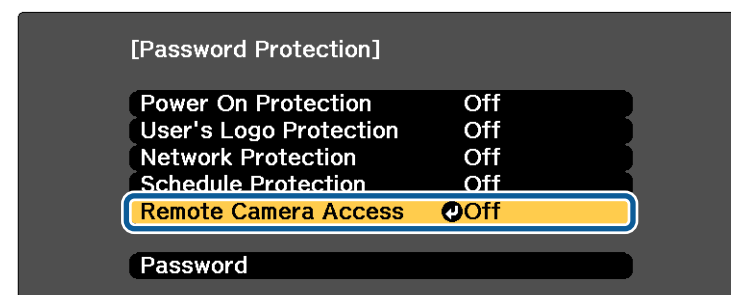 [Password Protection]
Power On Protection Off
User's Logo Protection Off
Network Protection Off
Schedule Protection Off
Remote Camera Access Off
Password